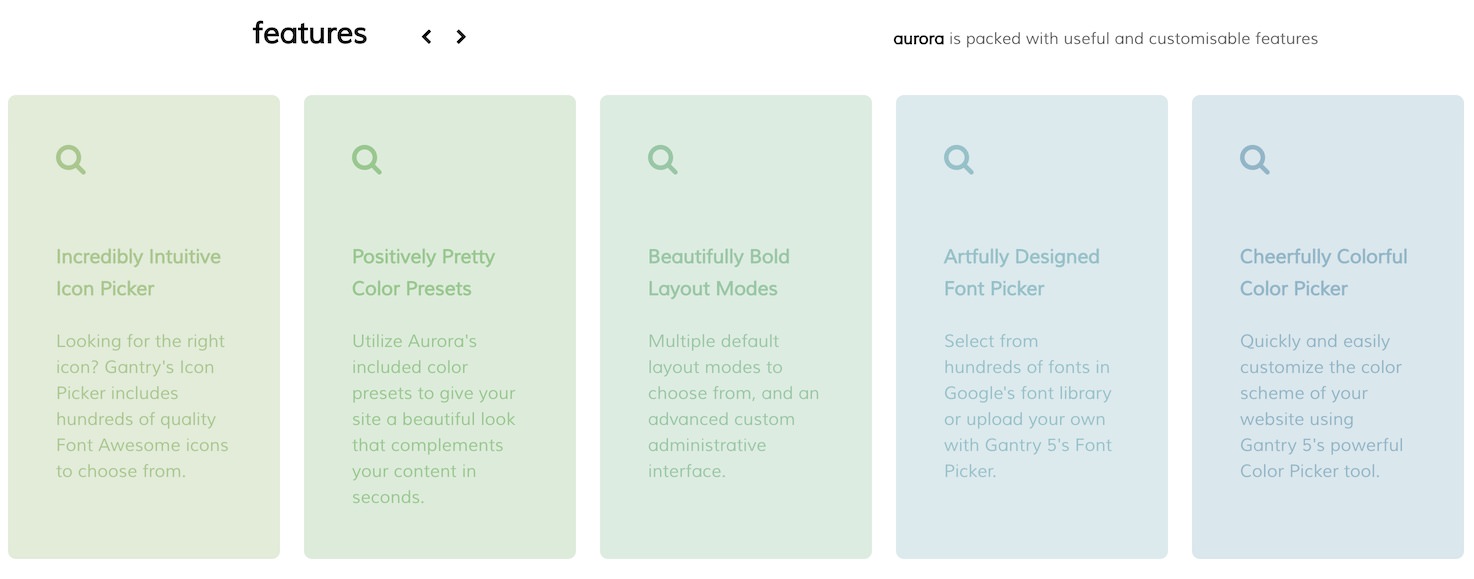 features
aurora is packed with useful and customisable features
Incredibly Intuitive
Icon Picker
Looking for the right
icon? Gantry's Icon
Picker includes
hundreds of quality
Font Awesome icons
to choose from.
Positively Pretty
Color Presets
Utilize Aurora's
included color
presets to give your
site a beautiful look
that complements
your content in
seconds.
Beautifully Bold
Layout Modes
Multiple default
layout modes to
choose from, and an
advanced custom
administrative
interface.
Artfully Designed
Font Picker
Select from
hundreds of fonts in
Google's font library
or upload your own
with Gantry 5's Font
Picker.
Cheerfully Colorful
Color Picker
Quickly and easily
customize the color
scheme of your
website using
Gantry 5's powerful
Color Picker tool.